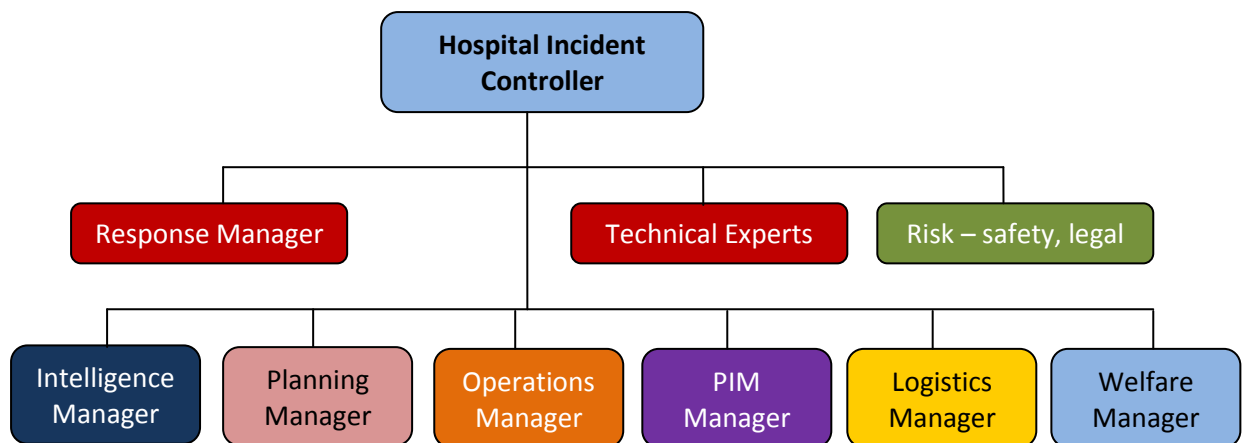 Hospital Incident
Controller
Response Manager
Technical Experts
Risk – safety, legal
Intelligence
Manager
Planning
Manager
Operations
Manager
PIM
Manager
Logistics
Manager
Welfare
Manager